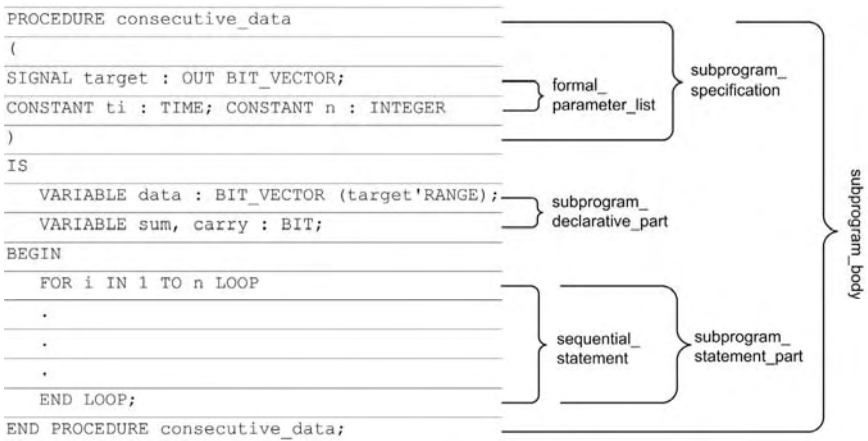 PROCEDURE consecutive_data
(
SIGNAL target : OUT BIT_VECTOR;
CONSTANT ti : TIME; CONSTANT n : INTEGER
)
IS
VARIABLE data : BIT_VECTOR (target'RANGE);
VARIABLE sum, carry : BIT;
BEGIN
FOR i IN 1 TO n LOOP
.
.
.
END LOOP;
END PROCEDURE consecutive_data;
formal_
parameter_list
subprogram_
specification
subprogram_
declarative_part
sequential_
statement
subprogram_
statement_part
subprogram_body